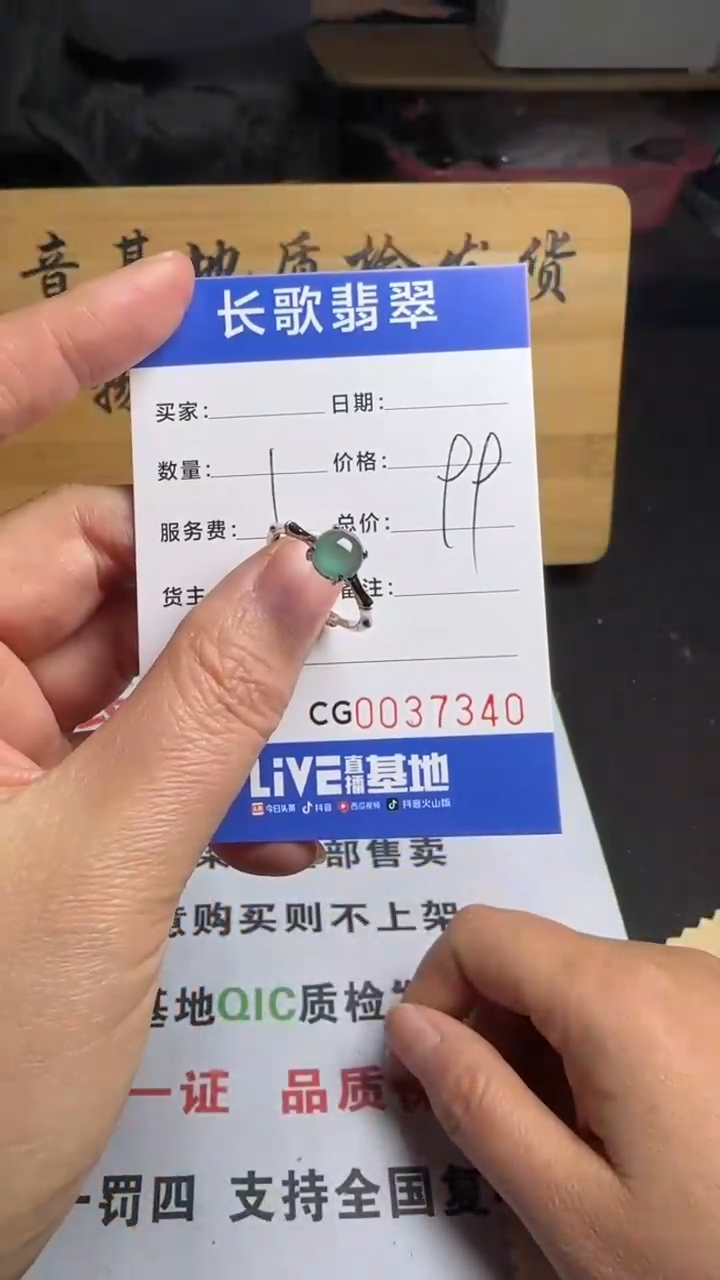 音基地质检发货
长歌翡翠
买家: 日期:
数量: 1 价格: 99
服务费: 总价:
货主 备注:
CG0037340
LiVE直播基地
今日头条 抖音 西瓜视频 抖音火山版
部售卖
意购买则不上架
基地QIC质检
一证 品质
一罚四 支持全国复